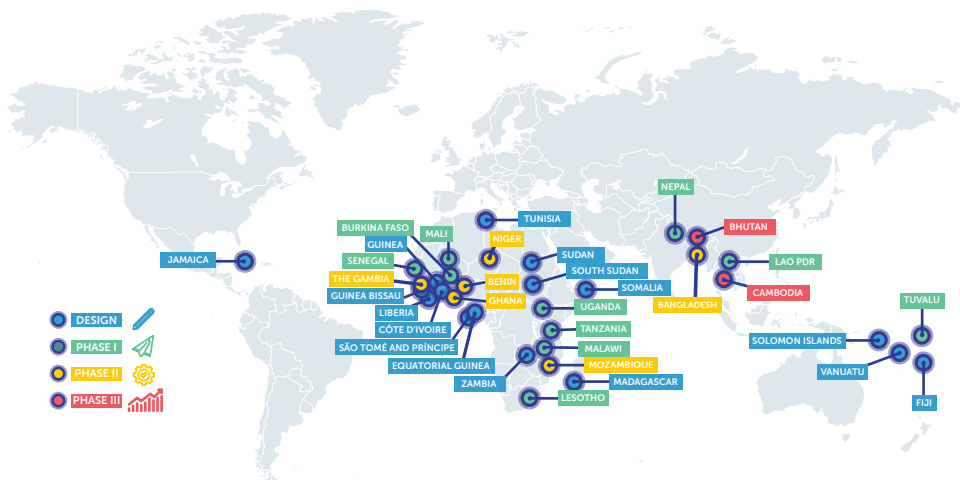 NEPAL
TUNISIA
BURKINA FASO
MALI
BHUTAN
GUINEA
NIGER
JAMAICA
SENEGAL
SUDAN
LAO PDR
SOUTH SUDAN
THE GAMBIA
BENIN
SOMALIA
GUINEA BISSAU
GHANA
CAMBODIA
BANGLADESH
TUVALU
LIBERIA
UGANDA
DESIGN
CÔTE D'IVOIRE
TANZANIA
PHASE I
SÃO TOMÉ AND PRÍNCIPE
MALAWI
SOLOMON ISLANDS
EQUATORIAL GUINEA
MOZAMBIQUE
PHASE II
ZAMBIA
MADAGASCAR
VANUATU
PHASE III
LESOTHO
FIJI